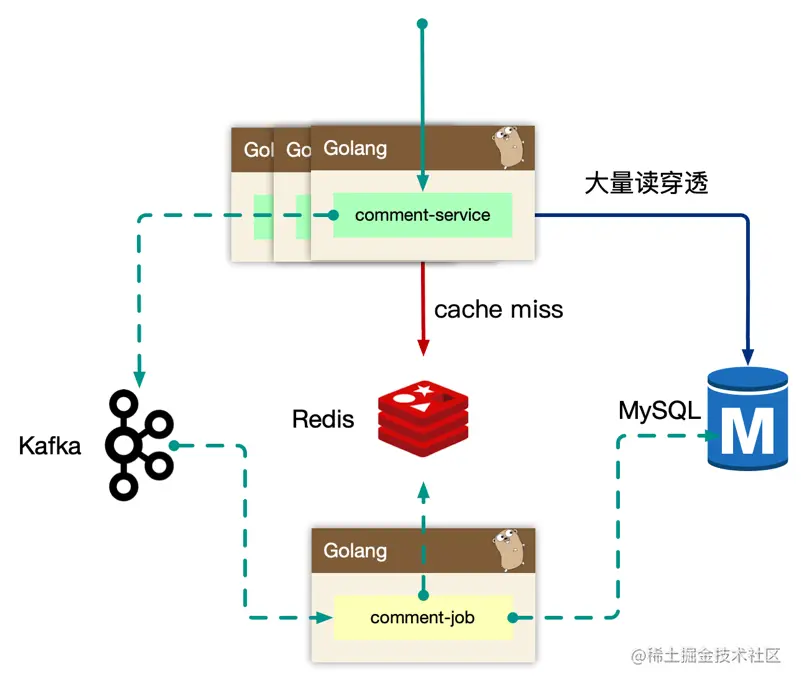 Gol
Go
Golang
comment-service
大量读穿透
cache miss
Redis
MySQL
M
Kafka
Golang
comment-job
@稀土掘金技术社区